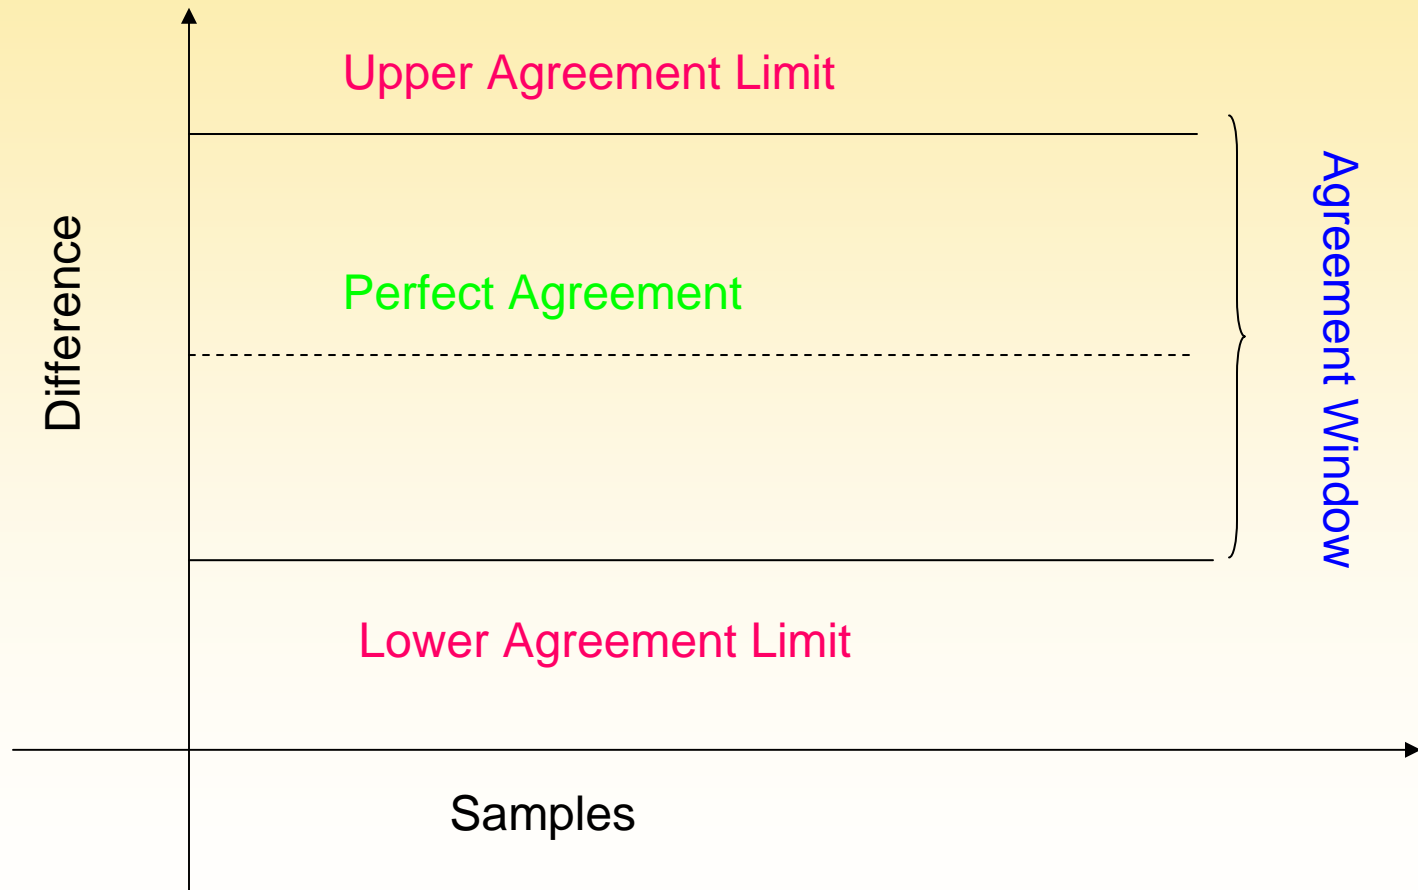 Upper Agreement Limit
Difference
Perfect Agreement
Agreement Window
Lower Agreement Limit
Samples